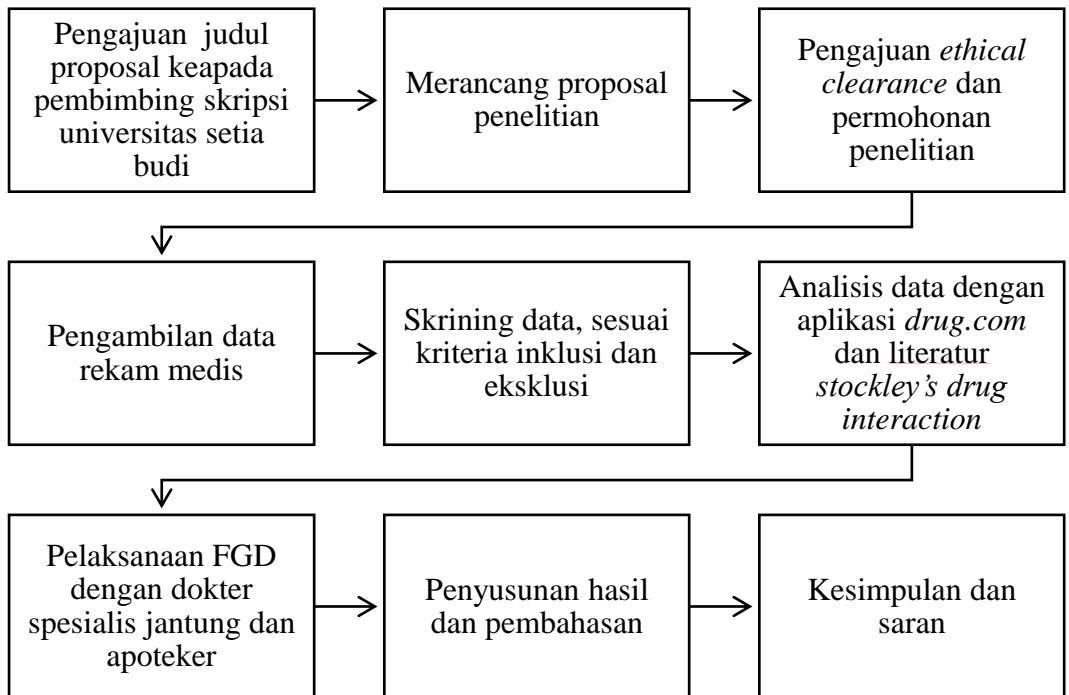 Pengajuan judul
proposal keapada
pembimbing skripsi
universitas setia
budi
Merancang proposal
penelitian
Pengajuan ethical
clearance dan
permohonan
penelitian
Pengambilan data
rekam medis
Skrining data, sesuai
kriteria inklusi dan
eksklusi
Analisis data dengan
aplikasi drug.com
dan literatur
stockley’s drug
interaction
Pelaksanaan FGD
dengan dokter
spesialis jantung dan
apoteker
Penyusunan hasil
dan pembahasan
Kesimpulan dan
saran